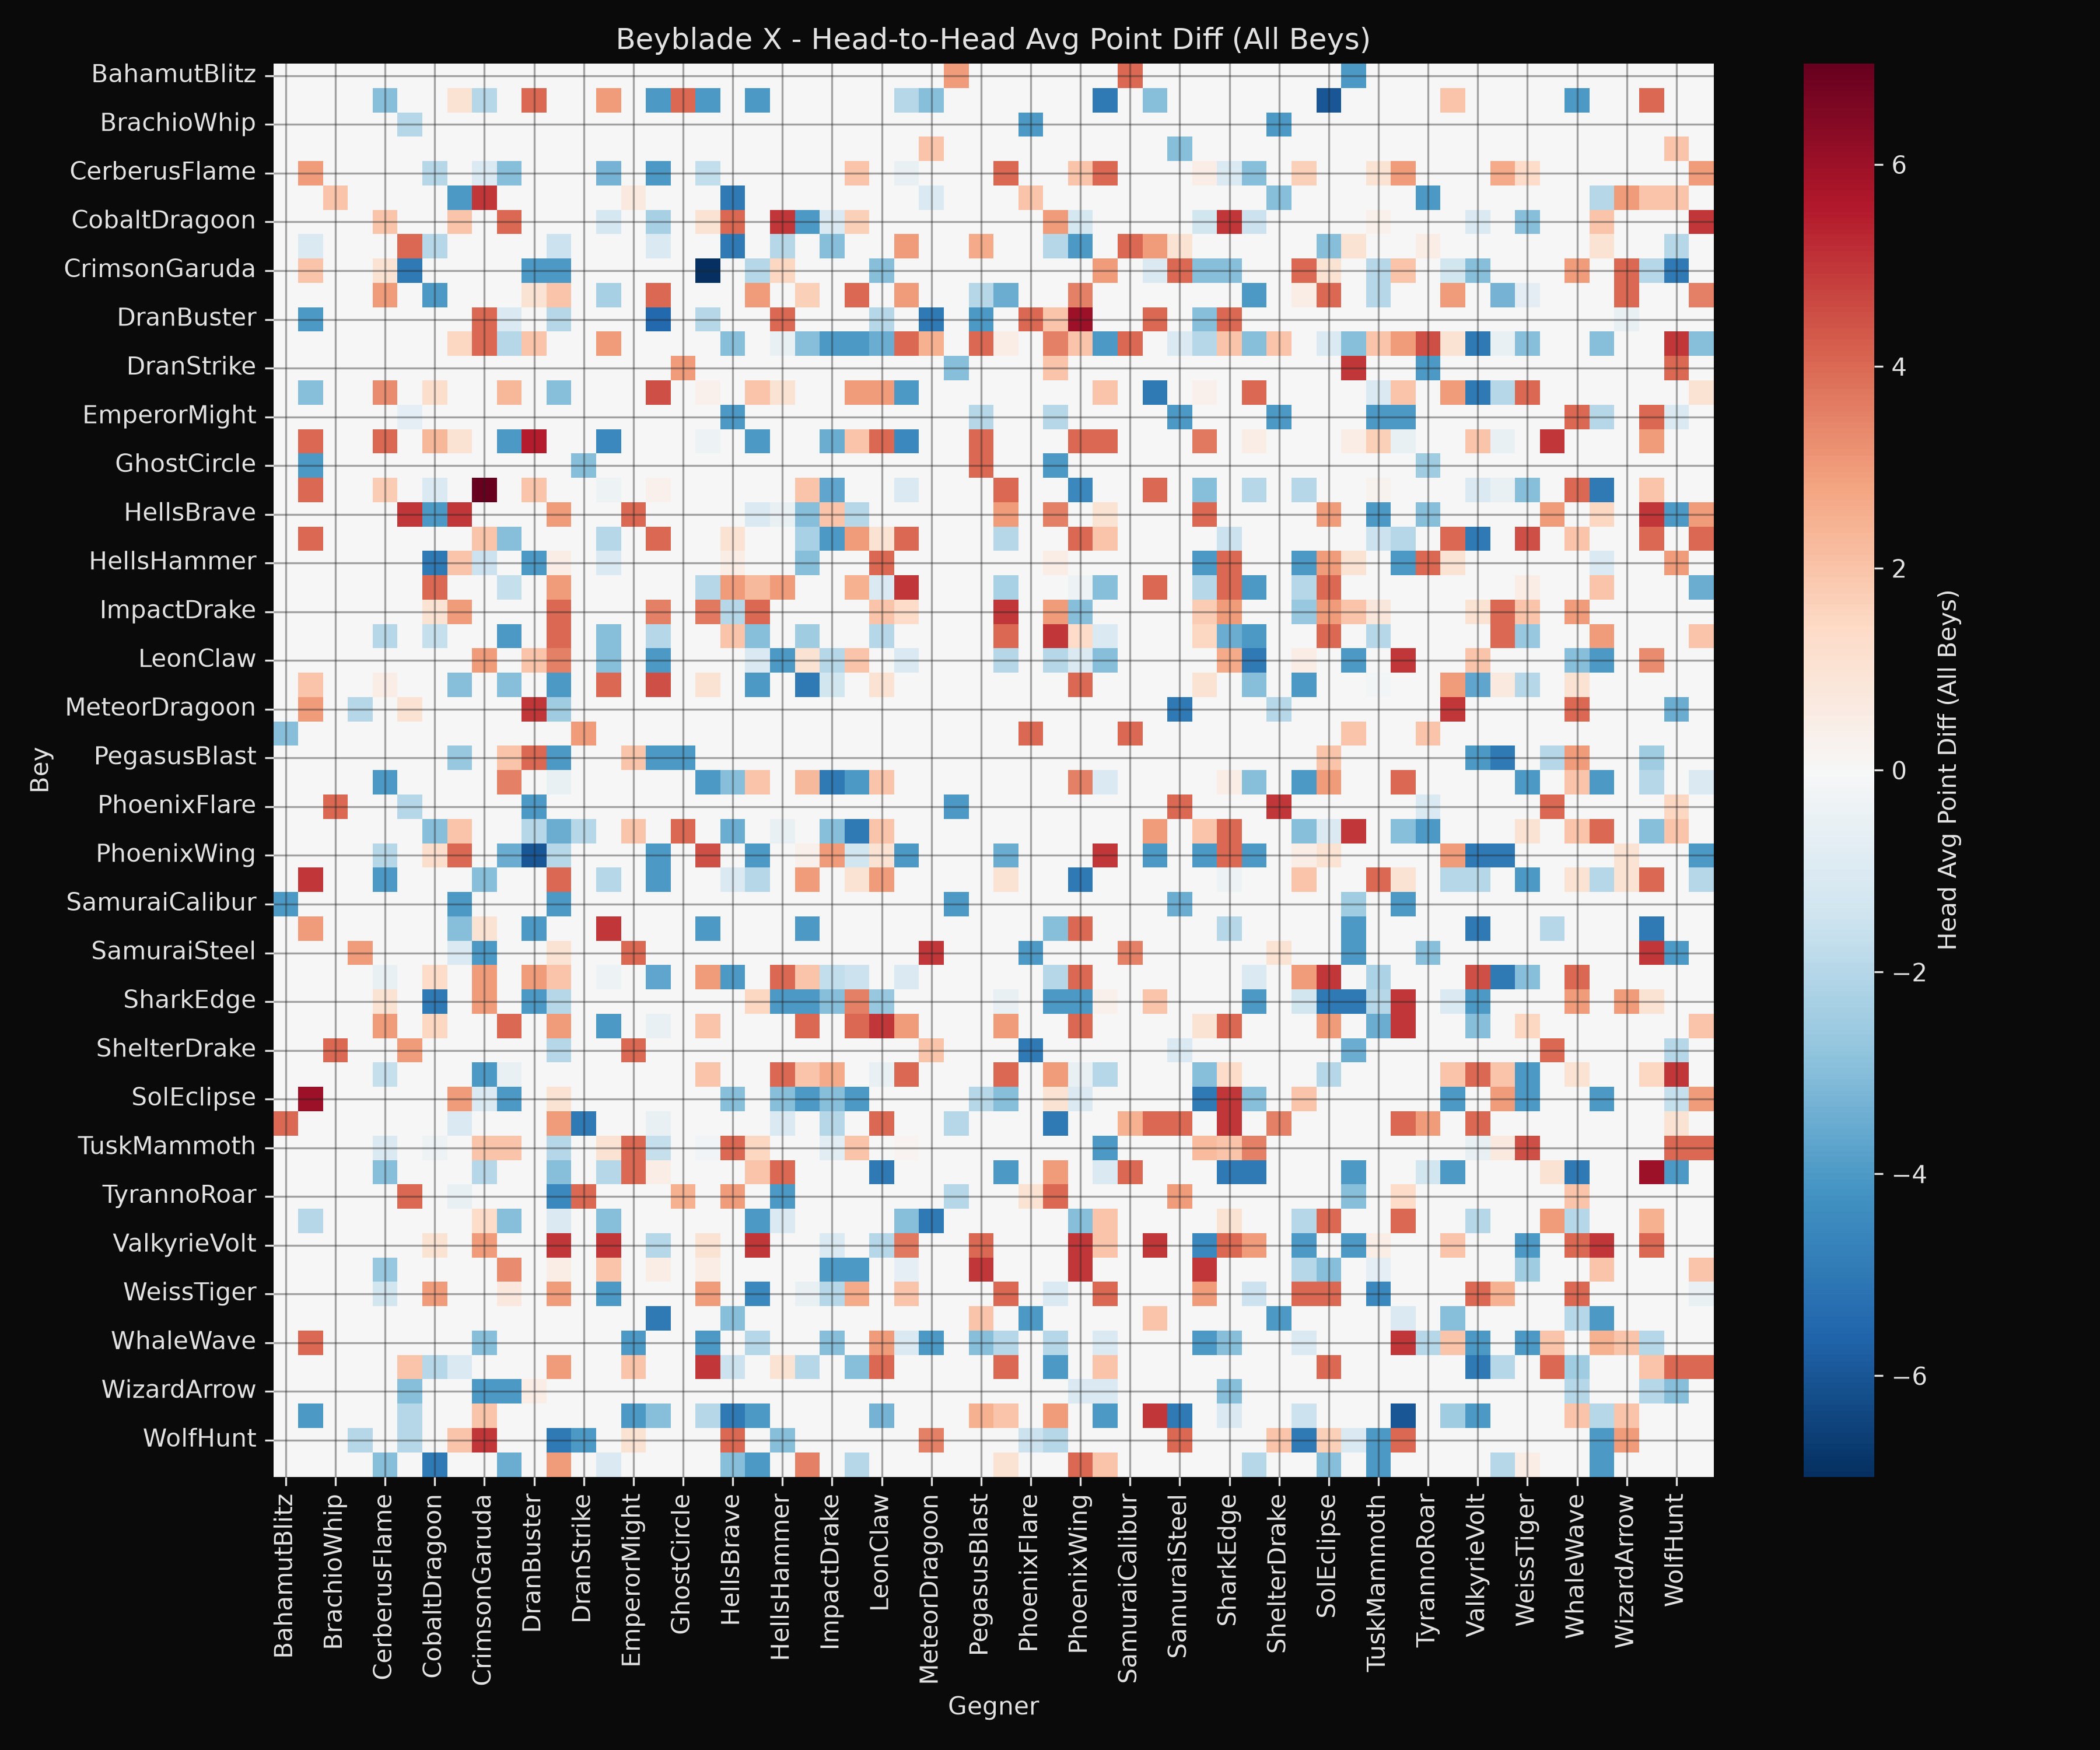 Beyblade X - Head-to-Head Avg Point Diff (All Beys)
BahamutBlitz
BrachioWhip
CerberusFlame
CobaltDragoon
CrimsonGaruda
DranBuster
DranStrike
EmperorMight
GhostCircle
HellsBrave
HellsHammer
ImpactDrake
LeonClaw
MeteorDragoon
PegasusBlast
PhoenixFlare
PhoenixWing
SamuraiCalibur
SamuraiSteel
SharkEdge
ShelterDrake
SolEclipse
TuskMammoth
TyrannoRoar
ValkyrieVolt
WeissTiger
WhaleWave
WizardArrow
WolfHunt
Bey
BahamutBlitz
BrachioWhip
CerberusFlame
CobaltDragoon
CrimsonGaruda
DranBuster
DranStrike
EmperorMight
GhostCircle
HellsBrave
HellsHammer
ImpactDrake
LeonClaw
MeteorDragoon
PegasusBlast
PhoenixFlare
PhoenixWing
SamuraiCalibur
SamuraiSteel
SharkEdge
ShelterDrake
SolEclipse
TuskMammoth
TyrannoRoar
ValkyrieVolt
WeissTiger
WhaleWave
WizardArrow
WolfHunt
Gegner
6
4
2
0
−2
−4
−6
Head Avg Point Diff (All Beys)